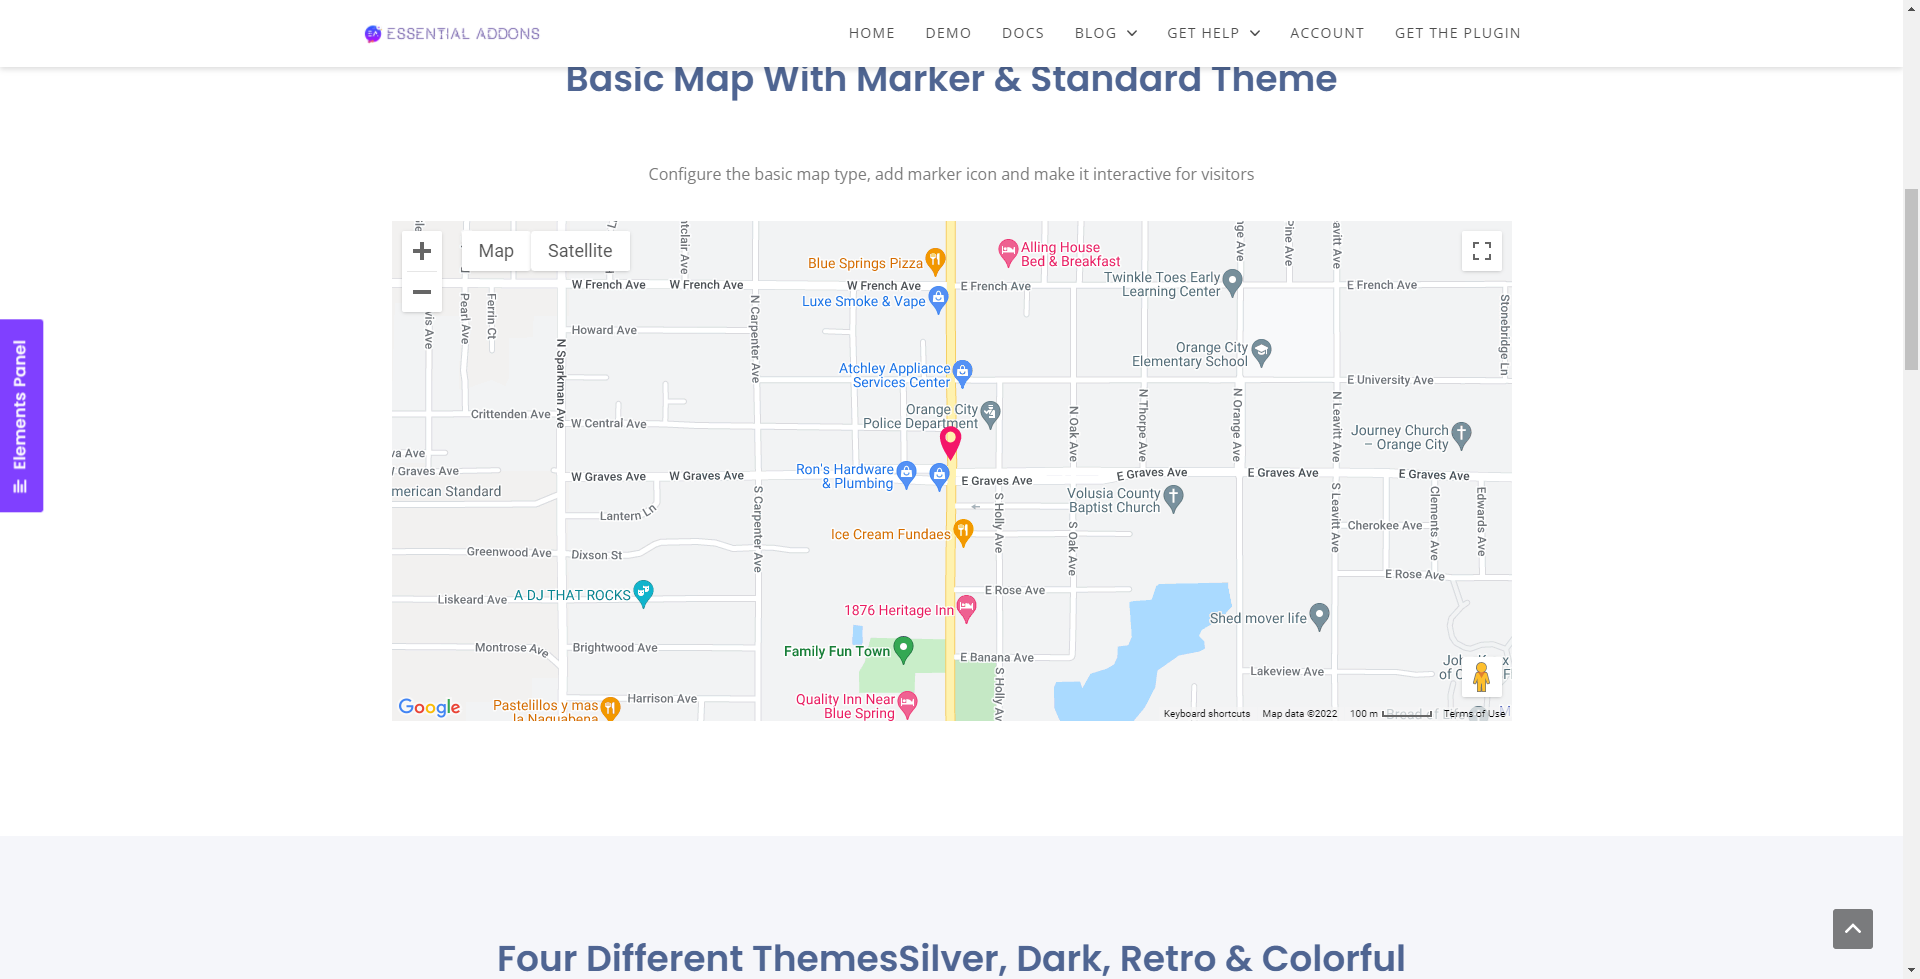 ESSENTIAL ADDONS
HOME DEMO DOCS BLOG GET HELP ACCOUNT GET THE PLUGIN
Basic Map With Marker & Standard Theme
Configure the basic map type, add marker icon and make it interactive for visitors
Elements Panel
Map Satellite
Alling House
Bed & Breakfast
Blue Springs Pizza
Twinkle Toes Early
Learning Center
W French Ave W French Ave W French Ave E French Ave E French Ave
Luxe Smoke & Vape
Pearl Ave
Ferrin Ct
N Carpenter Ave
Stonebridge Ln
Howard Ave
N Sparkman Ave
Orange City
Elementary School
Atchley Appliance
Services Center
E University Ave
Crittenden Ave
W Central Ave
Orange City
Police Department
N Oak Ave
N Thorpe Ave
N Orange Ave
N Leavitt Ave
Journey Church
– Orange City
W Graves Ave W Graves Ave
Ron's Hardware
& Plumbing
E Graves Ave E Graves Ave E Graves Ave E Graves Ave
merican Standard
Volusia County
Baptist Church
S Carpenter Ave
S Holly Ave
S Oak Ave
S Leavitt Ave
Clements Ave
Edwards Ave
Lantern Ln
Cherokee Ave
Ice Cream Fundaes
Greenwood Ave Dixson St
E Rose Ave
E Rose Ave
Liskeard Ave
A DJ THAT ROCKS
1876 Heritage Inn
Shed mover life
Montrose Ave Brightwood Ave
Family Fun Town
E Banana Ave
Lakeview Ave
S Holly Av
Harrison Ave
Quality Inn Near
Blue Spring
Pastelillos y mas
la Naguabena
Google
Keyboard shortcuts Map data ©2022 100 m Terms of Use
Four Different ThemesSilver, Dark, Retro & Colorful